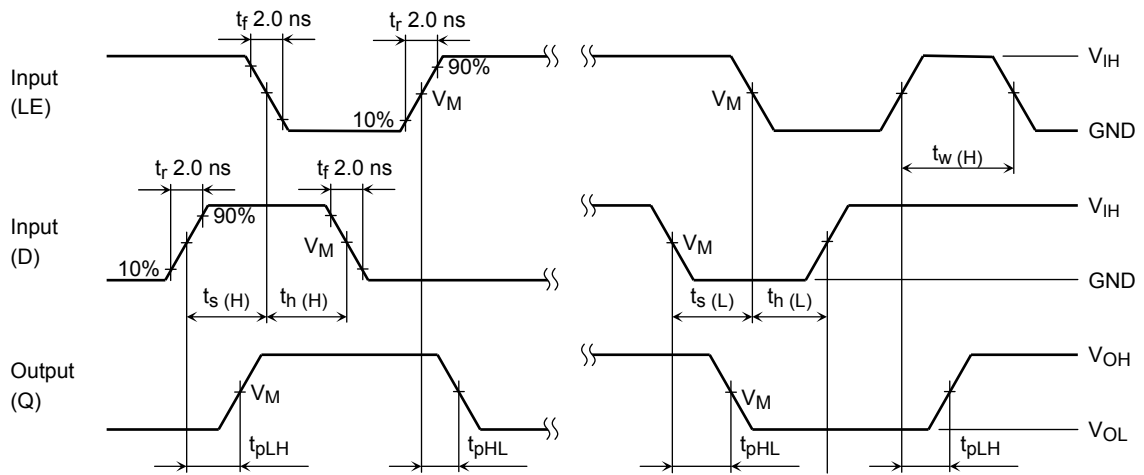 tf 2.0 ns
tr 2.0 ns
Input
(LE)
90%
VM
10%
VM
VIH
GND
tw (H)
tr 2.0 ns
tf 2.0 ns
Input
(D)
90%
VM
10%
VM
VIH
GND
ts (H)
th (H)
ts (L)
th (L)
Output
(Q)
VM
VM
VOH
VOL
tpLH
tpHL
tpHL
tpLH